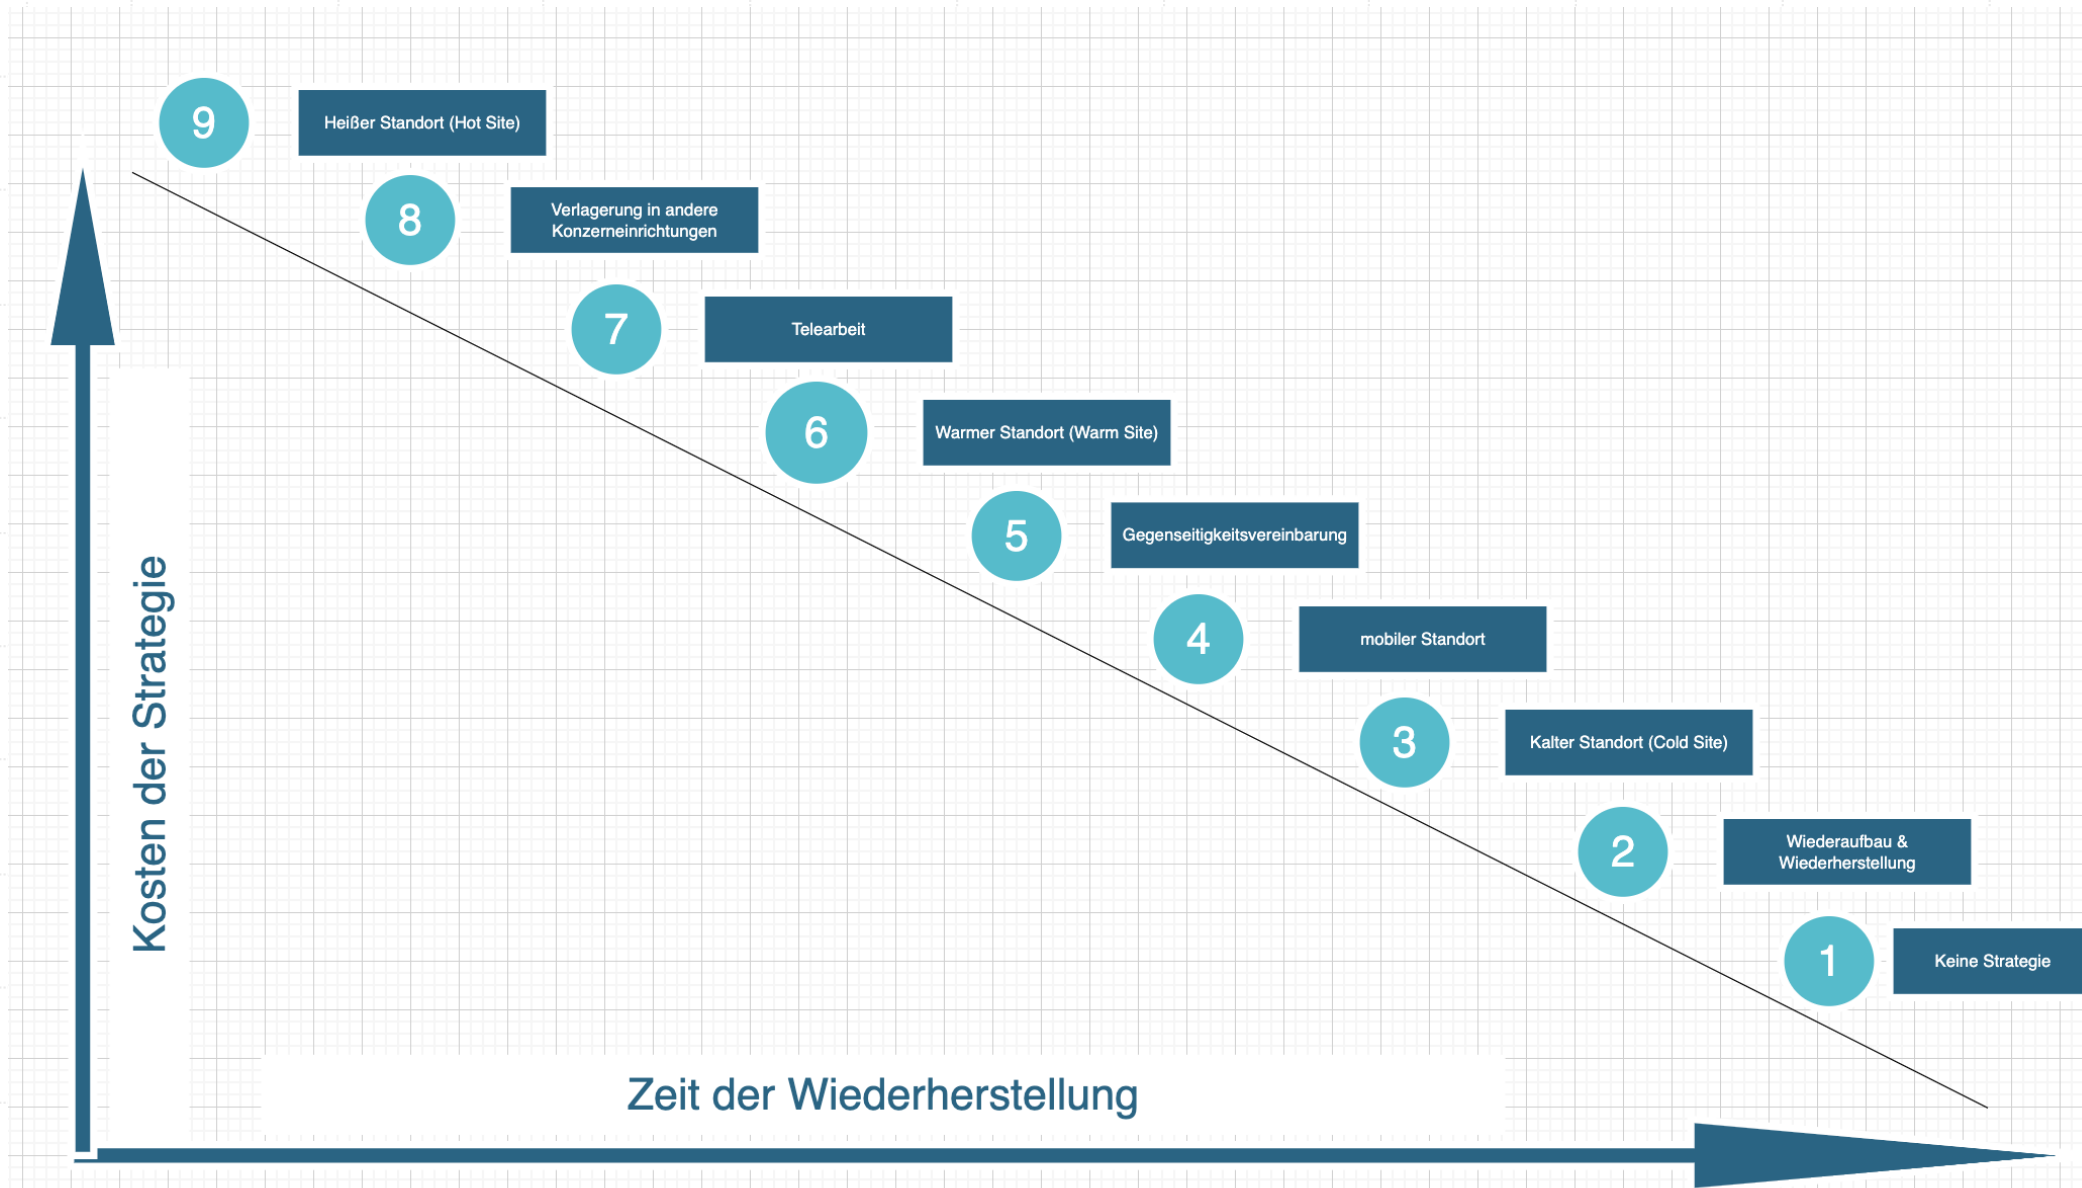 9
Heißer Standort (Hot Site)
8
Verlagerung in andere
Konzerneinrichtungen
7
Telearbeit
6
Warmer Standort (Warm Site)
5
Gegenseitigkeitsvereinbarung
4
mobiler Standort
3
Kalter Standort (Cold Site)
2
Wiederaufbau &
Wiederherstellung
1
Keine Strategie
Kosten der Strategie
Zeit der Wiederherstellung